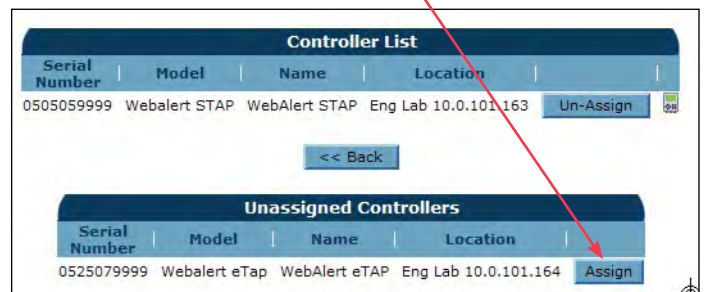 Controller List
Serial Number Model Name Location
0505059999 Webalert STAP WebAlert STAP Eng Lab 10.0.101.163 Un-Assign
<< Back
Unassigned Controllers
Serial Number Model Name Location
0525079999 Webalert eTap WebAlert eTAP Eng Lab 10.0.101.164 Assign